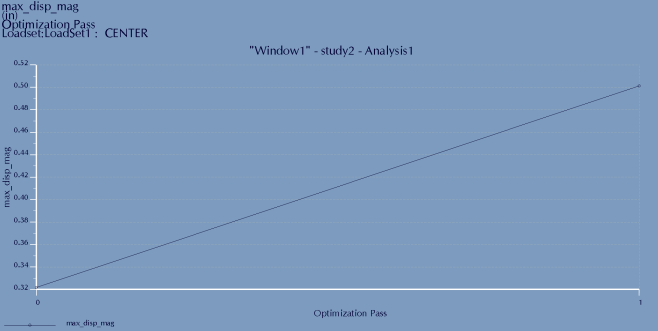 max_disp_mag
(in)
Optimization Pass
Loadset:LoadSet1 : CENTER
"Window1" - study2 - Analysis1
0.52
0.50
0.48
0.46
0.44
0.42
0.40
0.38
0.36
0.34
0.32
max_disp_mag
0
1
Optimization Pass
max_disp_mag